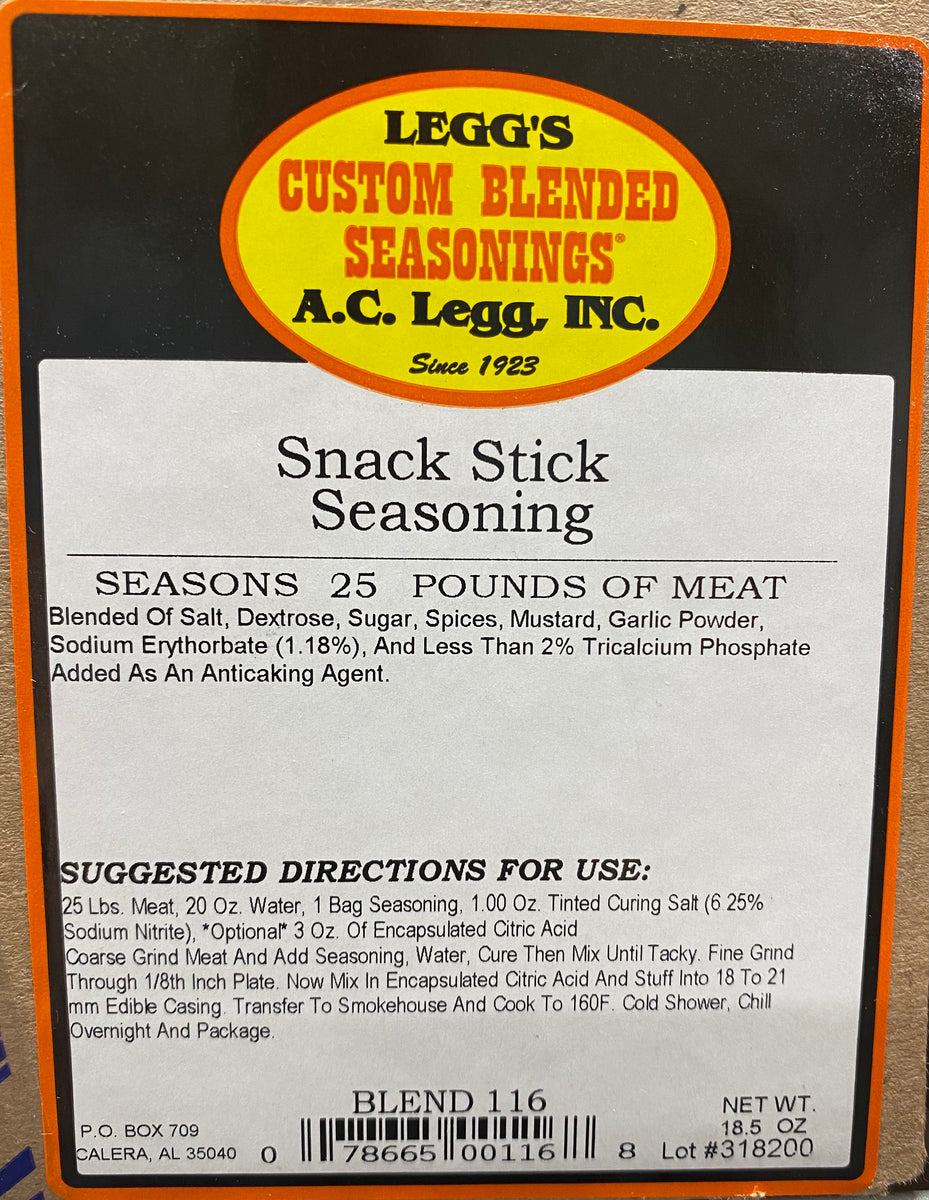 LEGG'S
CUSTOM BLENDED
SEASONINGS®
A.C. Legg, INC.
Since 1923
Snack Stick
Seasoning
SEASONS 25 POUNDS OF MEAT
Blended Of Salt, Dextrose, Sugar, Spices, Mustard, Garlic Powder,
Sodium Erythorbate (1.18%), And Less Than 2% Tricalcium Phosphate
Added As An Anticaking Agent.
SUGGESTED DIRECTIONS FOR USE:
25 Lbs. Meat, 20 Oz. Water, 1 Bag Seasoning, 1.00 Oz. Tinted Curing Salt (6.25%
Sodium Nitrite), *Optional* 3 Oz. Of Encapsulated Citric Acid
Coarse Grind Meat And Add Seasoning, Water, Cure Then Mix Until Tacky. Fine Grind
Through 1/8th Inch Plate. Now Mix In Encapsulated Citric Acid And Stuff Into 18 To 21
mm Edible Casing. Transfer To Smokehouse And Cook To 160F. Cold Shower, Chill
Overnight And Package.
BLEND 116
P.O. BOX 709
CALERA, AL 35040
0 78665 00116 8
NET WT.
18.5 OZ
Lot #318200